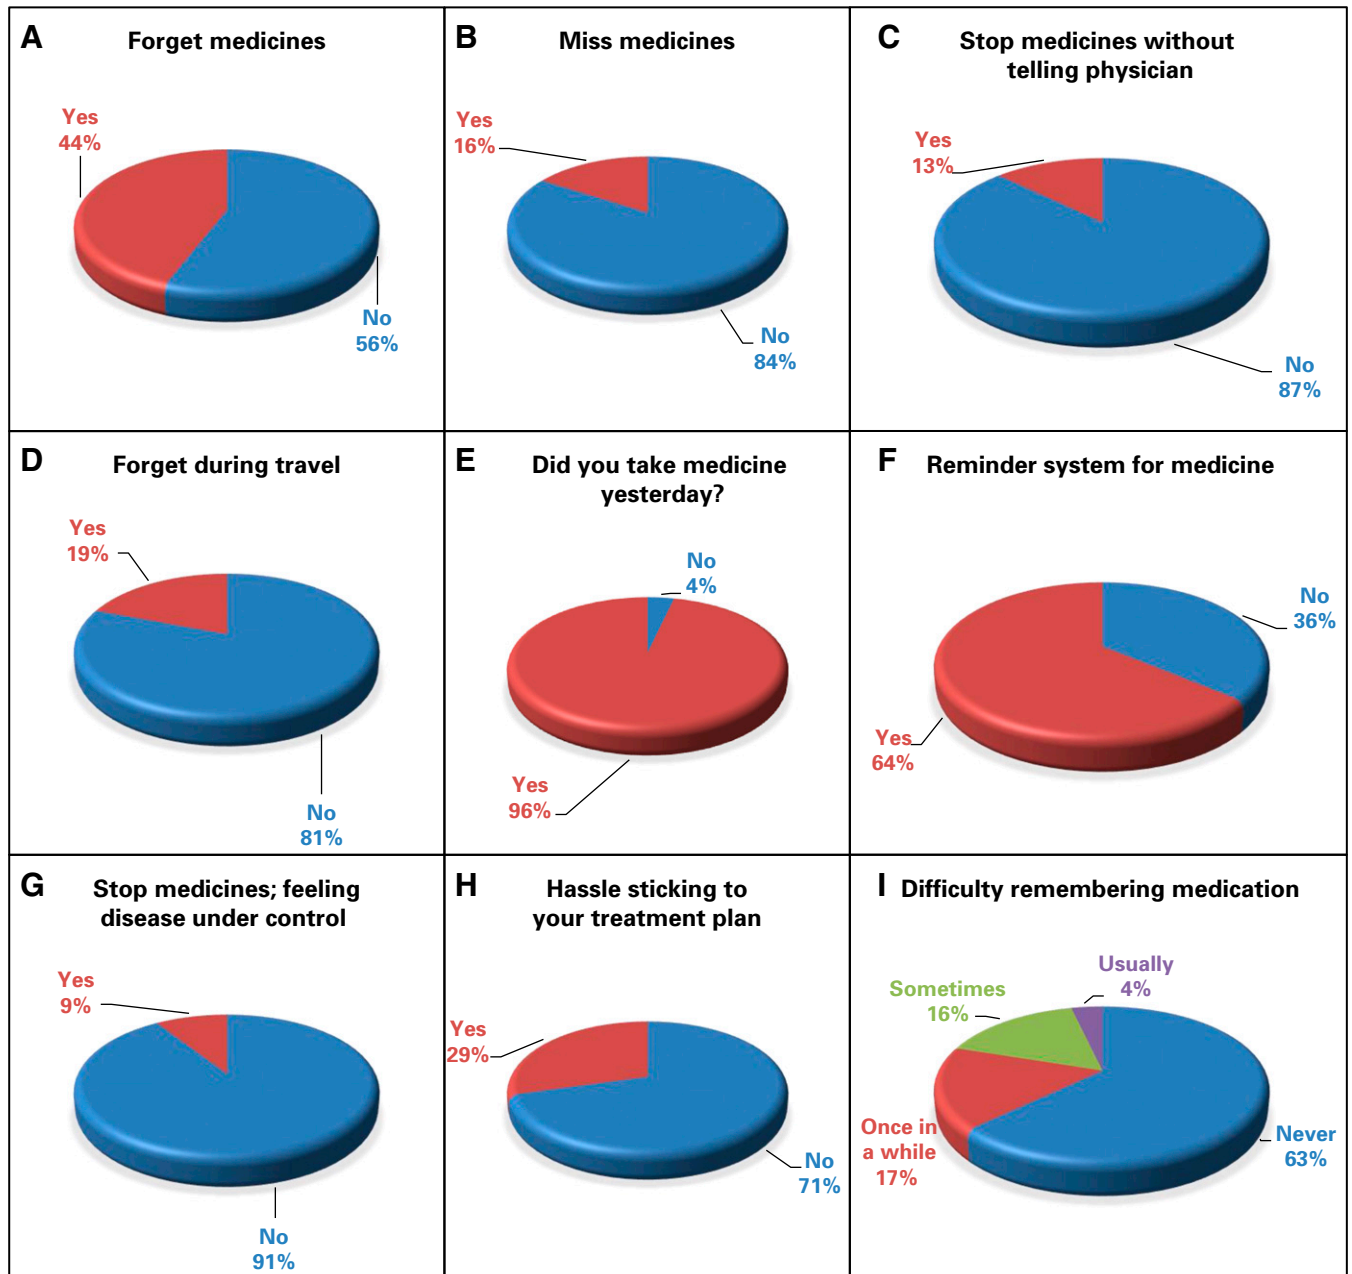 A
Forget medicines
Yes
44%
No
56%
B
Miss medicines
Yes
16%
No
84%
C
Stop medicines without
telling physician
Yes
13%
No
87%
D
Forget during travel
Yes
19%
No
81%
E
Did you take medicine
yesterday?
No
4%
Yes
96%
F
Reminder system for medicine
No
36%
Yes
64%
G
Stop medicines; feeling
disease under control
Yes
9%
No
91%
H
Hassle sticking to
your treatment plan
Yes
29%
No
71%
I
Difficulty remembering medication
Usually
4%
Sometimes
16%
Once in
a while
17%
Never
63%